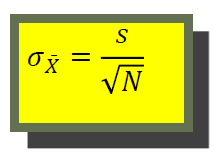 σ_X̄ = S / √N